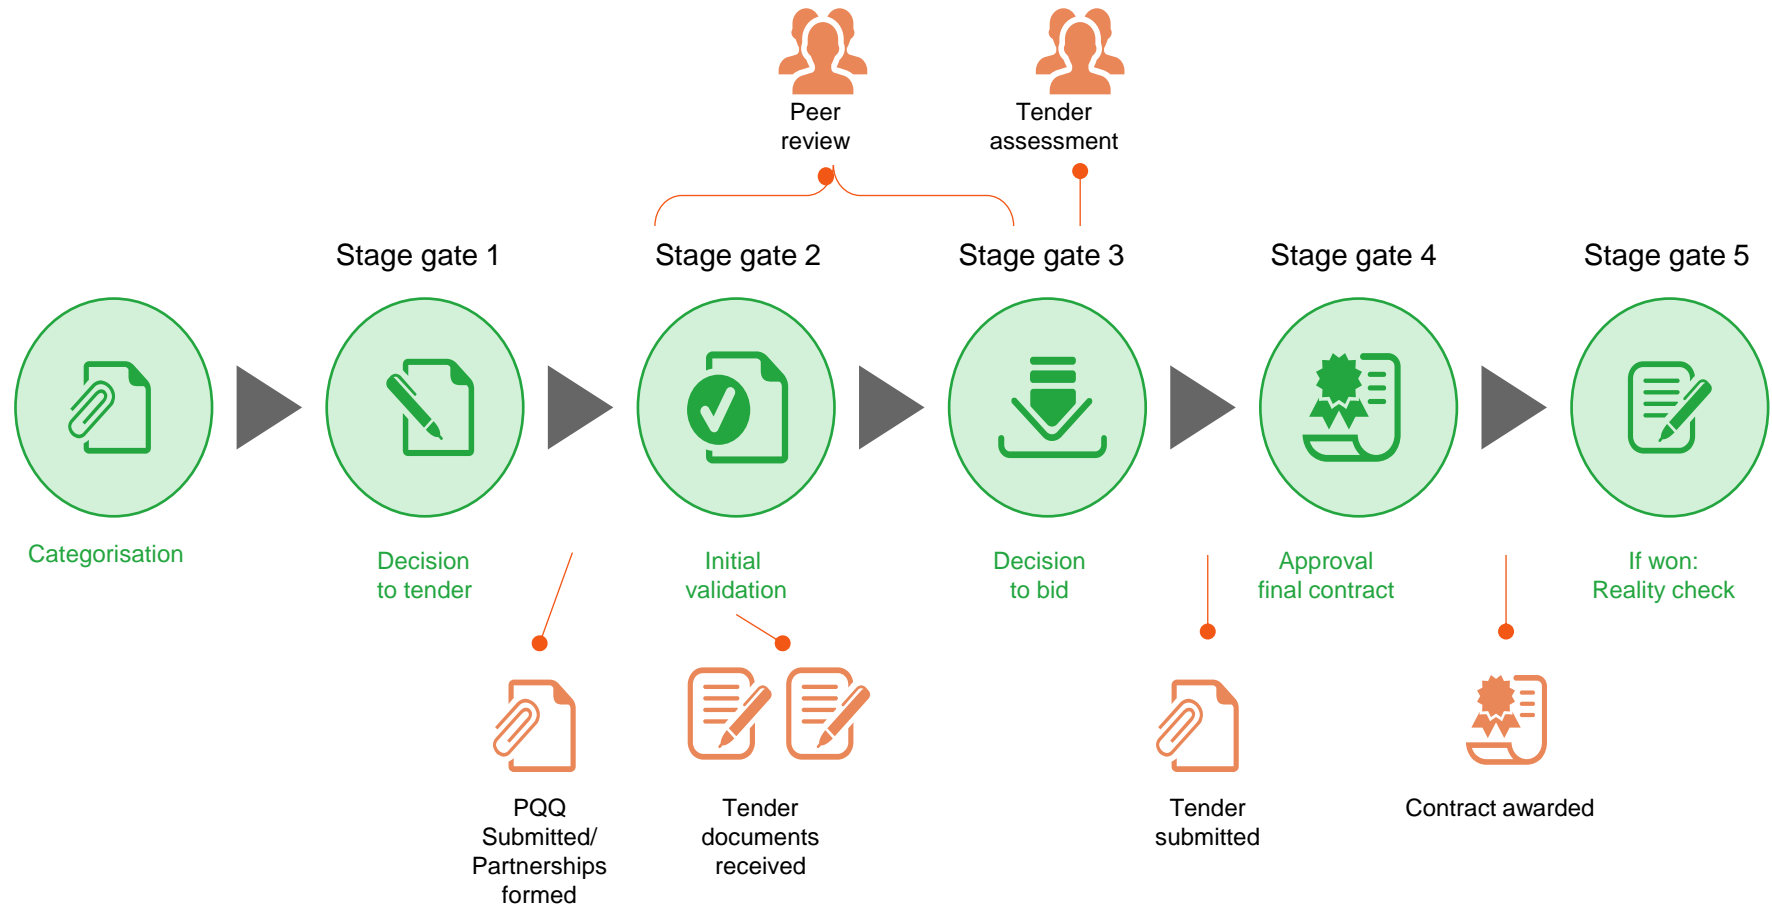 Peer
review
Tender
assessment
Stage gate 1
Stage gate 2
Stage gate 3
Stage gate 4
Stage gate 5
Categorisation
Decision
to tender
Initial
validation
Decision
to bid
Approval
final contract
If won:
Reality check
PQQ
Submitted/
Partnerships
formed
Tender
documents
received
Tender
submitted
Contract awarded